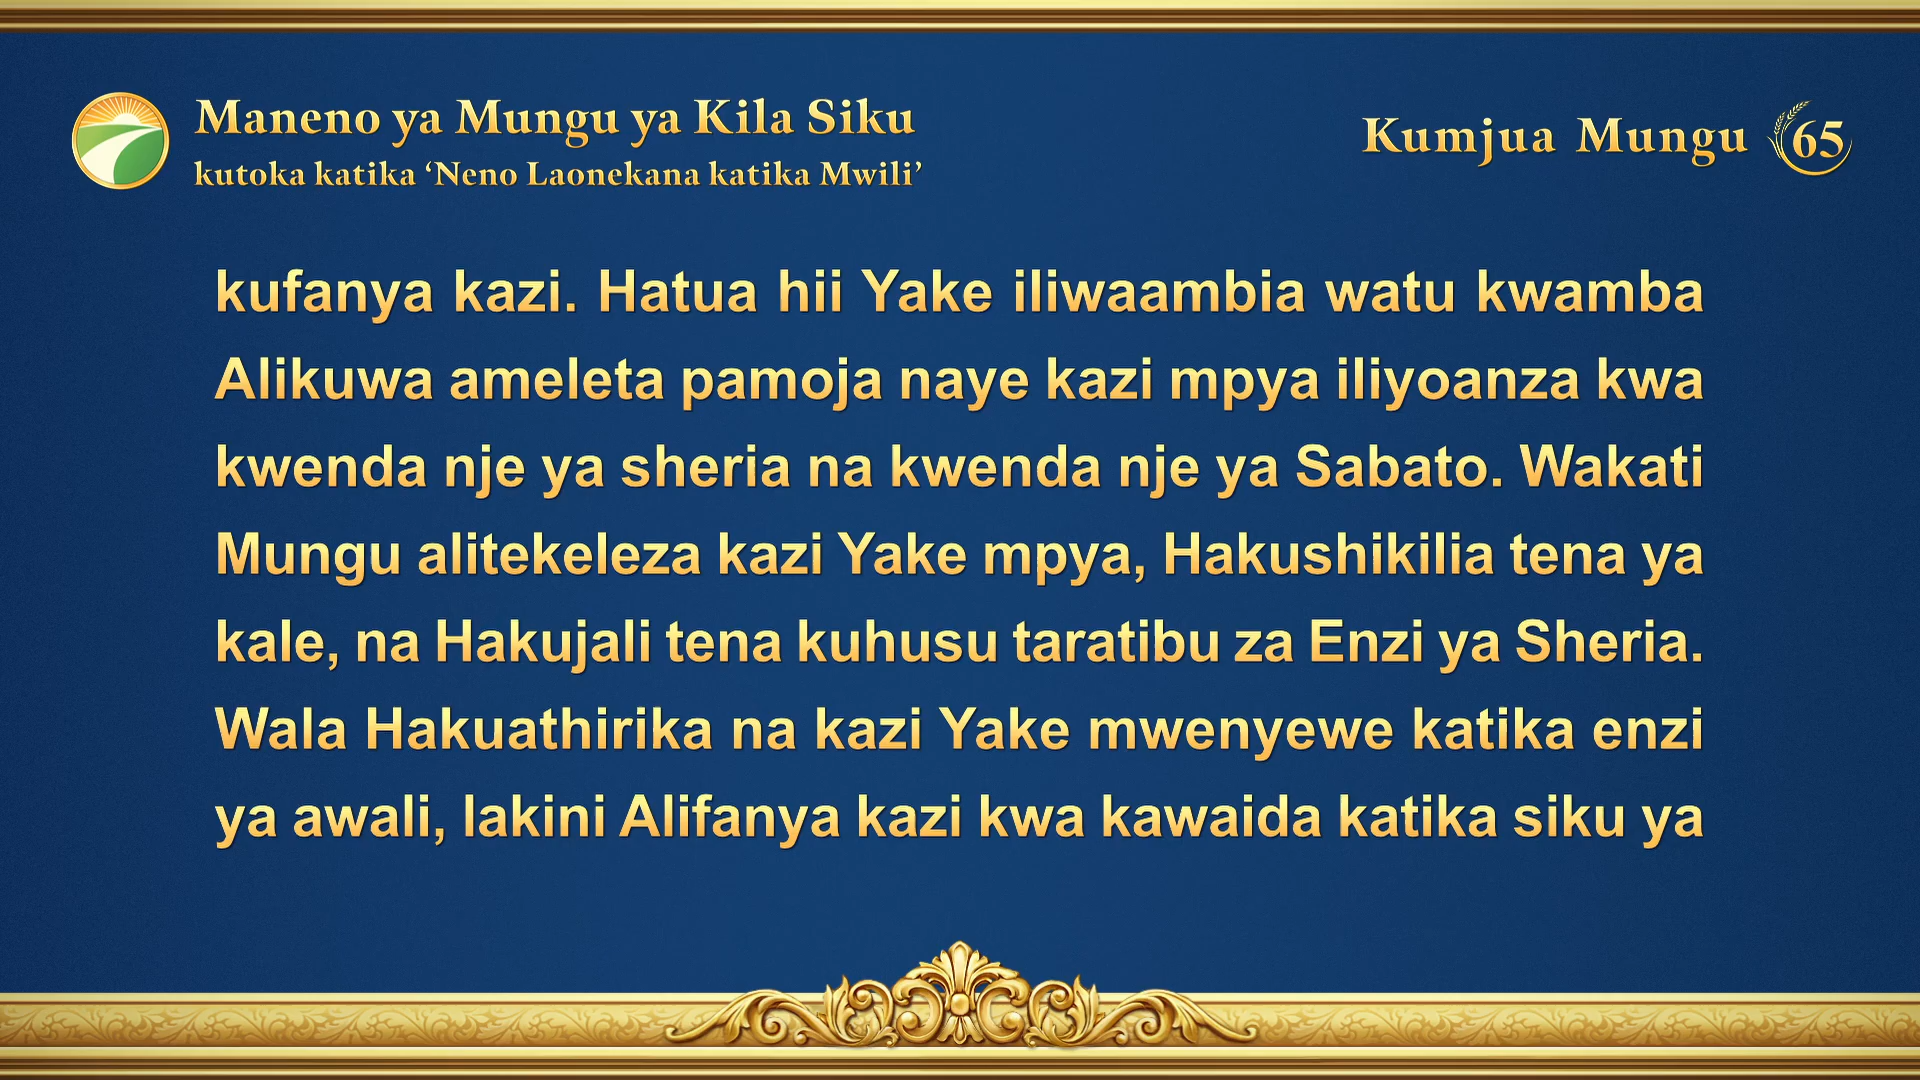 Maneno ya Mungu ya Kila Siku
kutoka katika ‘Neno Laonekana katika Mwili’
Kumjua Mungu 65
kufanya kazi. Hatua hii Yake iliwaambia watu kwamba
Alikuwa ameleta pamoja naye kazi mpya iliyoanza kwa
kwenda nje ya sheria na kwenda nje ya Sabato. Wakati
Mungu alitekeleza kazi Yake mpya, Hakushikilia tena ya
kale, na Hakujali tena kuhusu taratibu za Enzi ya Sheria.
Wala Hakuathirika na kazi Yake mwenyewe katika enzi
ya awali, lakini Alifanya kazi kwa kawaida katika siku ya